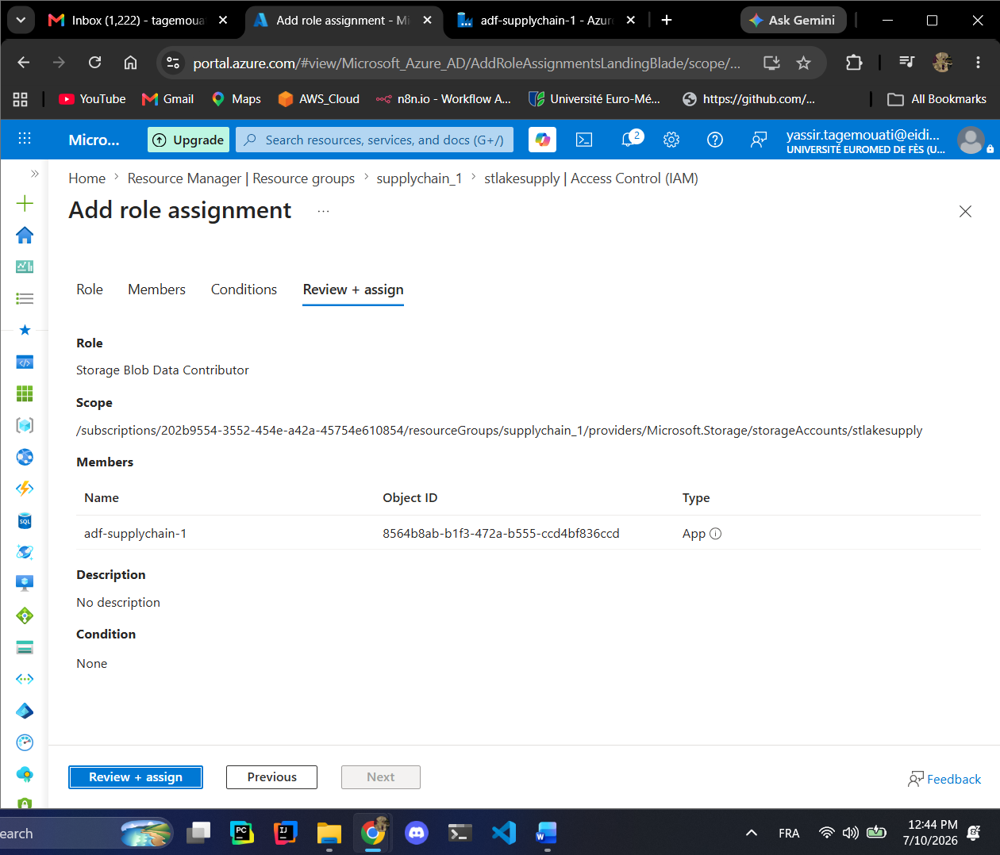 Inbox (1,222) - tagemoua
Add role assignment - Mi
adf-supplychain-1 - Azur
Ask Gemini
portal.azure.com/#view/Microsoft_Azure_AD/AddRoleAssignmentsLandingBlade/scope/...
YouTube
Gmail
Maps
AWS_Cloud
n8n.io - Workflow A...
Université Euro-Mé...
https://github.com/...
All Bookmarks
Micro...
Upgrade
Search resources, services, and docs (G+/)
2
yassir.tagemouati@eidi...
UNIVERSITÉ EUROMED DE FÈS (U...
Home > Resource Manager | Resource groups > supplychain_1 > stlakesupply | Access Control (IAM)
Add role assignment ...
Role Members Conditions Review + assign
Role
Storage Blob Data Contributor
Scope
/subscriptions/202b9554-3552-454e-a42a-45754e610854/resourceGroups/supplychain_1/providers/Microsoft.Storage/storageAccounts/stlakesupply
Members
Name Object ID Type
adf-supplychain-1 8564b8ab-b1f3-472a-b555-ccd4bf836ccd App
Description
No description
Condition
None
Review + assign
Previous
Next
Feedback
earch
FRA
12:44 PM
7/10/2026